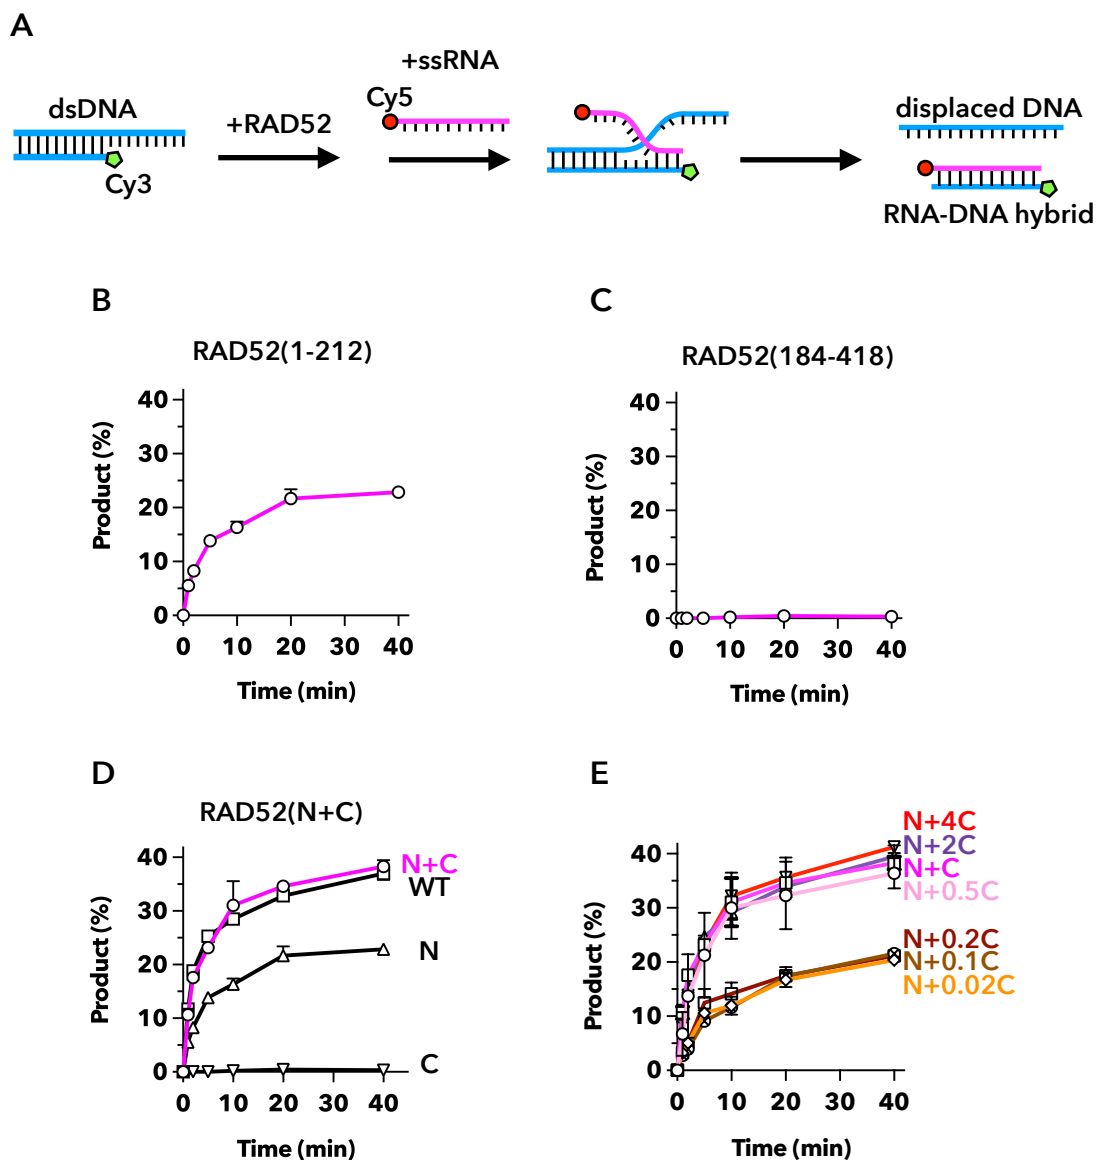 A
dsDNA
+RAD52
+ssRNA
Cy5
Cy3
displaced DNA
RNA-DNA hybrid
B
RAD52(1-212)
Product (%)
40
30
20
10
0
0 10 20 30 40
Time (min)
C
RAD52(184-418)
Product (%)
40
30
20
10
0
0 10 20 30 40
Time (min)
D
RAD52(N+C)
Product (%)
40
30
20
10
0
0 10 20 30 40
Time (min)
N+C
WT
N
C
E
Product (%)
40
30
20
10
0
0 10 20 30 40
Time (min)
N+4C
N+2C
N+C
N+0.5C
N+0.2C
N+0.1C
N+0.02C